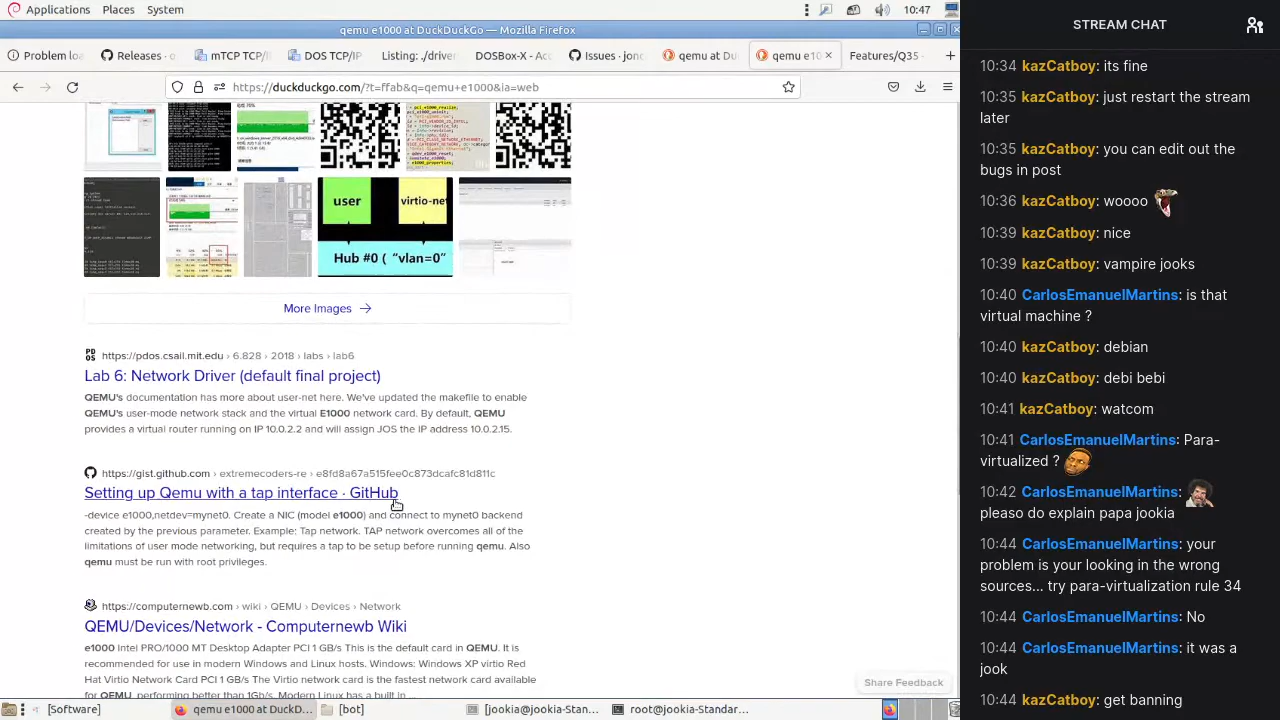 Applications Places System
10:47
qemu e1000 at DuckDuckGo — Mozilla Firefox
mTCP DOS TCP/IP
mTCP DOS TCP/IP
Listing: /driv
DOSBox-X - Acc
Issues · jonc
qemu e1000 a
Features/Q35 -
qemu e1
https://duckduckgo.com/?t=ffab&q=qemu+e1000&ia=web
user
virtio-net
Hub #0 ( "vlan=0"
More Images →
https://pdos.csail.mit.edu › 6.828 › 2018 › labs › lab6
Lab 6: Network Driver (default final project)
QEMU's documentation has more about user-net here. We've updated the makefile to enable
QEMU's user-mode network stack and the virtual E1000 network card. By default, QEMU
provides a virtual router running on IP 10.0.2.2 and will assign JOS the IP address 10.0.2.15.
https://gist.github.com › extremecoders-re › e8fd8a67a515fee0c873dcafc81d811c
Setting up Qemu with a tap interface · GitHub
-device e1000,netdev=mynet0. Create a NIC (model e1000) and connect to mynet0 backend
created by the previous parameter. Example: Tap network. TAP network overcomes all of the
limitations of user mode networking, but requires a tap to be setup before running qemu. Also
qemu must be run with root privileges.
https://computernewb.com › wiki › QEMU › Devices › Network
QEMU/Devices/Network - Computernewb Wiki
e1000 Intel PRO/1000 MT Desktop Adapter PCI 1 GB/s This is the default card in QEMU. It is
recommended for use in modern Windows and Linux hosts. Windows: Windows XP virtio Red
Hat Virtio Network Card PCI 1 GB/s The virtio network card is the fastest network card available
for QEMU, performing better than 1Gb/s. Modern Linux has a built in ...
Share Feedback
[Software]
qemu e1000 at DuckD...
[bct]
[jookia@jookia-Stan...
root@jookia-Standar...
STREAM CHAT
10:34 kazCatboy: its fine
10:35 kazCatboy: just restart the stream
later
10:35 kazCatboy: you can edit out the
bugs in post
10:36 kazCatboy: woooo
10:39 kazCatboy: nice
10:39 kazCatboy: vampire jooks
10:40 CarlosEmanuelMartins: is that
virtual machine ?
10:40 kazCatboy: debian
10:40 kazCatboy: debi bebi
10:41 kazCatboy: watcom
10:41 CarlosEmanuelMartins: Para-
virtualized ?
10:42 CarlosEmanuelMartins:
pleaso do explain papa jookia
10:44 CarlosEmanuelMartins: your
problem is your looking in the wrong
sources... try para-virtualization rule 34
10:44 CarlosEmanuelMartins: No
10:44 CarlosEmanuelMartins: it was a
jook
10:44 kazCatboy: get banning